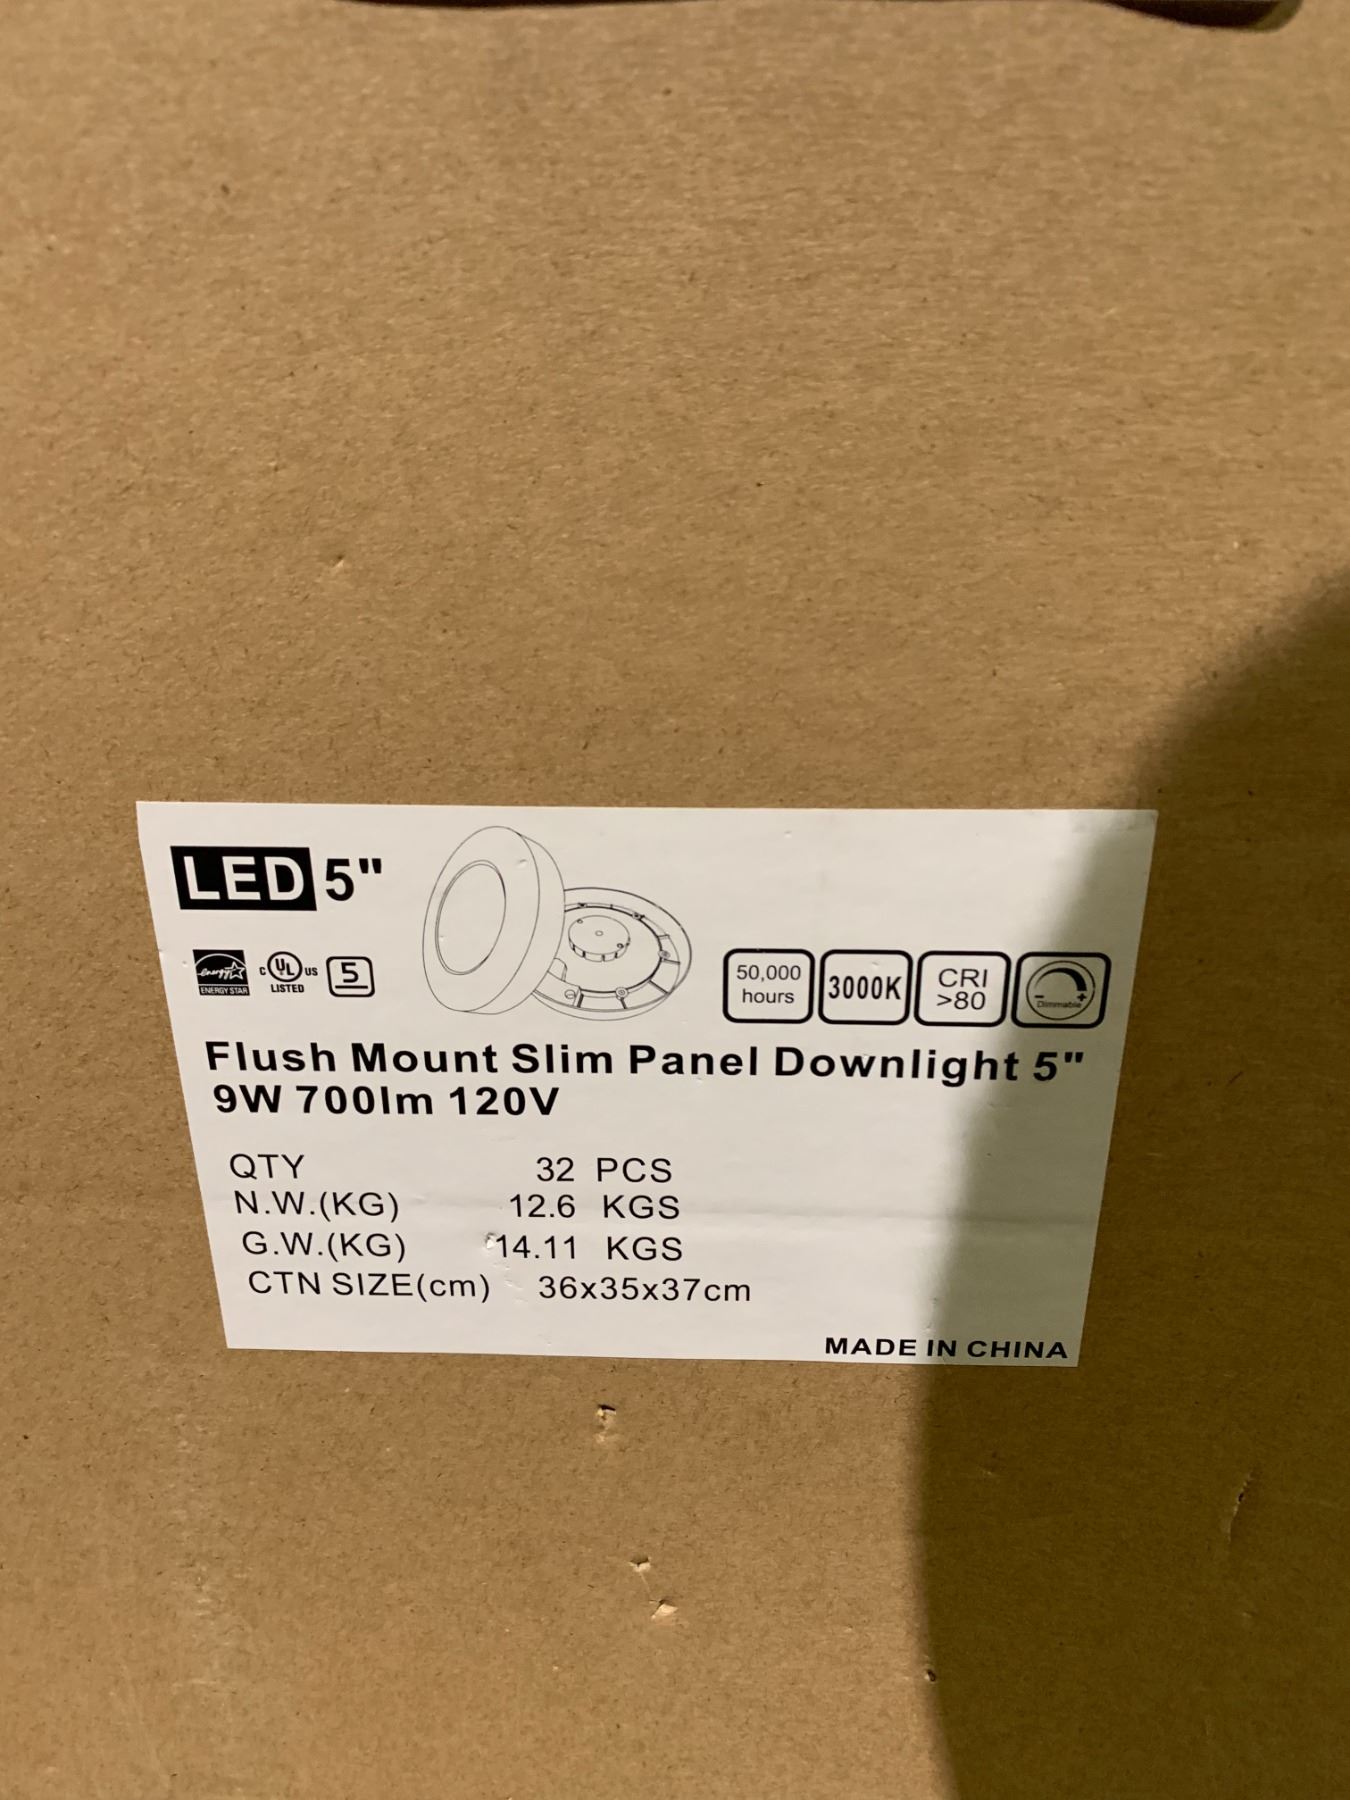 LED 5"
energy
ENERGY STAR
C UL US
LISTED
5
50,000
hours
3000K
CRI
>80
- +
Dimmable
Flush Mount Slim Panel Downlight 5"
9W 700lm 120V
QTY 32 PCS
N.W.(KG) 12.6 KGS
G.W.(KG) 14.11 KGS
CTN SIZE(cm) 36x35x37cm
MADE IN CHINA